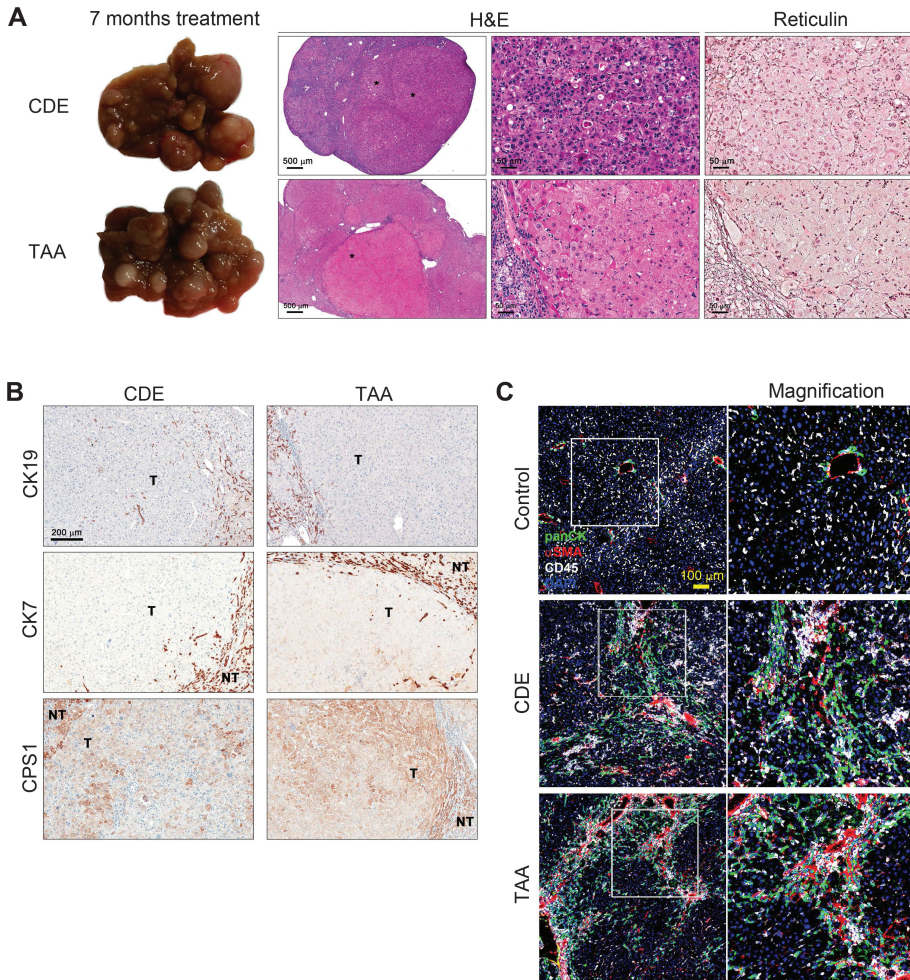 A
7 months treatment
H&E
Reticulin
CDE
500 μm
50 μm
50 μm
*
*
TAA
500 μm
50 μm
50 μm
*
B
CDE
TAA
CK19
T
T
200 μm
CK7
T
NT
T
NT
CPS1
NT
T
T
NT
C
Magnification
Control
panCK
αSMA
CD45
100 μm
CDE
TAA